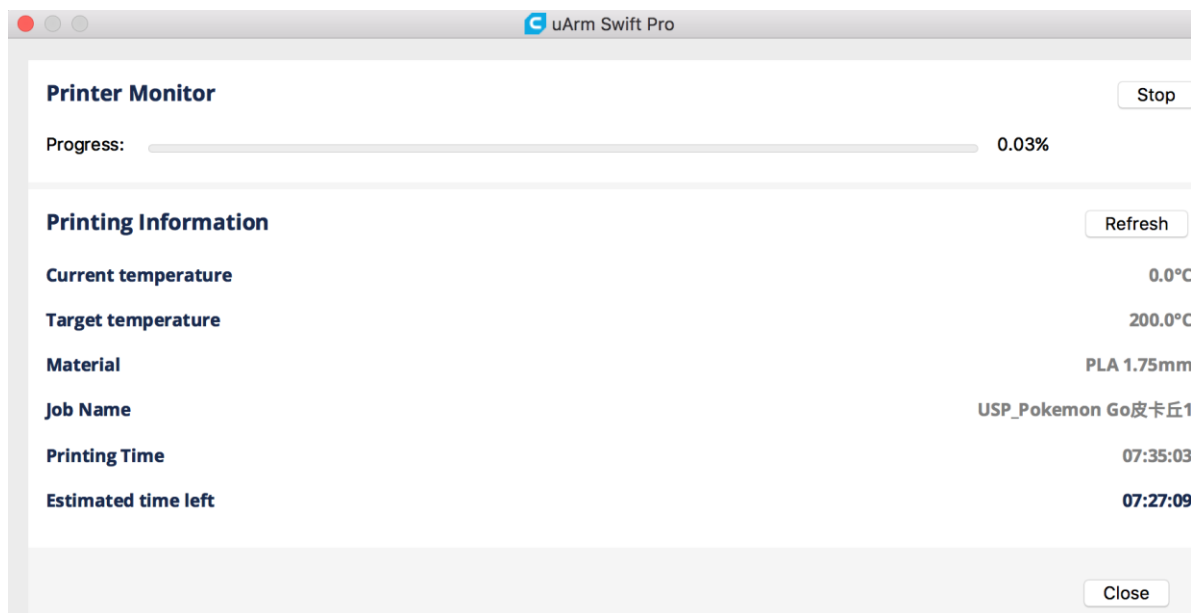 uArm Swift Pro
Printer Monitor
Stop
Progress: 0.03%
Printing Information
Refresh
Current temperature 0.0°C
Target temperature 200.0°C
Material PLA 1.75mm
Job Name USP_Pokemon Go皮卡丘1
Printing Time 07:35:03
Estimated time left 07:27:09
Close